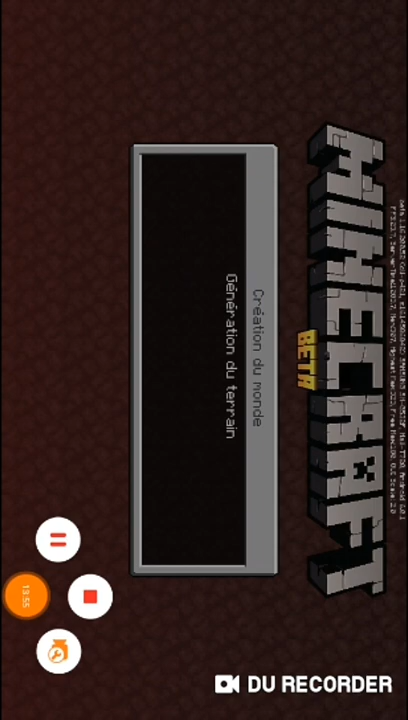 MINECRAFT
BETA
Création du monde
Génération du terrain
13:55
DU RECORDER